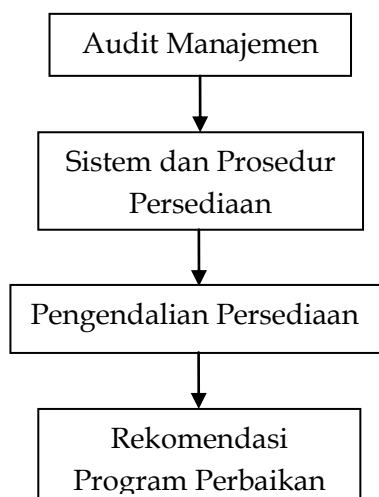 Audit Manajemen
Sistem dan Prosedur
Persediaan
Pengendalian Persediaan
Rekomendasi
Program Perbaikan